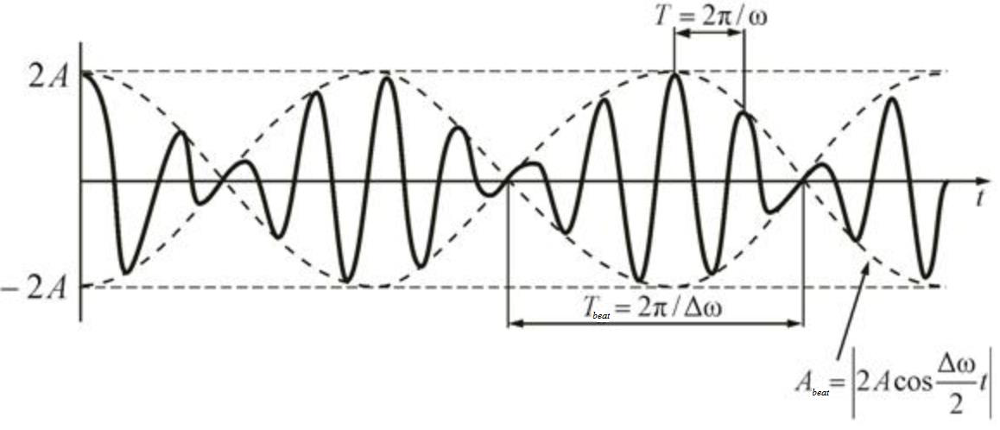 T = 2π/ω
2A
t
− 2A
T_beat = 2π / Δω
A_beat = |2A cos Δω/2 t|